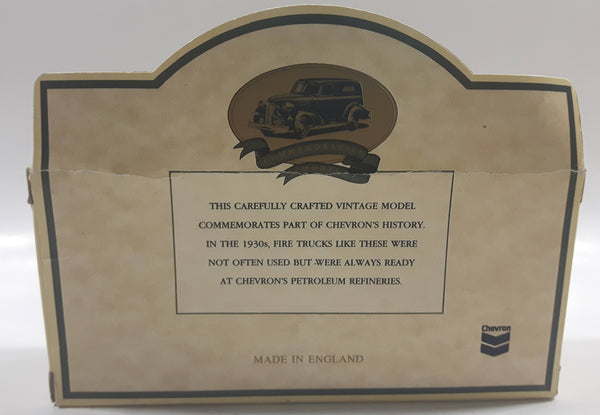 COMMEMORATIVE
THIS CAREFULLY CRAFTED VINTAGE MODEL
COMMEMORATES PART OF CHEVRON'S HISTORY.
IN THE 1930s, FIRE TRUCKS LIKE THESE WERE
NOT OFTEN USED BUT WERE ALWAYS READY
AT CHEVRON'S PETROLEUM REFINERIES.
Chevron
MADE IN ENGLAND